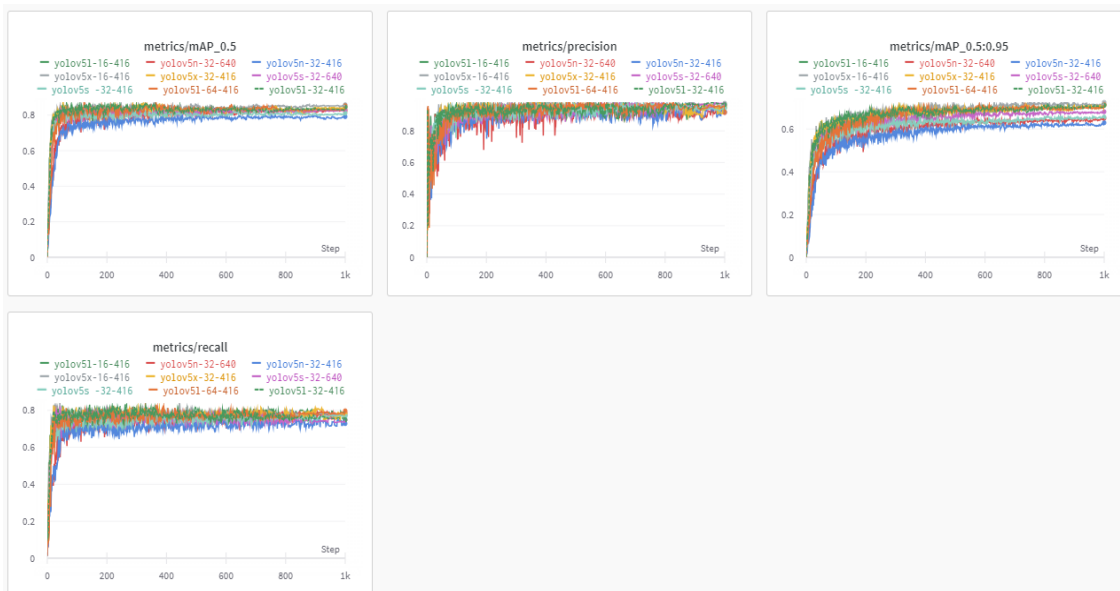 metrics/mAP_0.5
yolov5l-16-416 yolov5n-32-640 yolov5n-32-416
yolov5x-16-416 yolov5x-32-416 yolov5s-32-640
yolov5s -32-416 yolov5l-64-416 yolov5l-32-416
0.8
0.6
0.4
0.2
0
Step
0 200 400 600 800 1k
metrics/precision
yolov5l-16-416 yolov5n-32-640 yolov5n-32-416
yolov5x-16-416 yolov5x-32-416 yolov5s-32-640
yolov5s -32-416 yolov5l-64-416 yolov5l-32-416
0.8
0.6
0.4
0.2
0
Step
0 200 400 600 800 1k
metrics/mAP_0.5:0.95
yolov5l-16-416 yolov5n-32-640 yolov5n-32-416
yolov5x-16-416 yolov5x-32-416 yolov5s-32-640
yolov5s -32-416 yolov5l-64-416 yolov5l-32-416
0.6
0.4
0.2
0
Step
0 200 400 600 800 1k
metrics/recall
yolov5l-16-416 yolov5n-32-640 yolov5n-32-416
yolov5x-16-416 yolov5x-32-416 yolov5s-32-640
yolov5s -32-416 yolov5l-64-416 yolov5l-32-416
0.8
0.6
0.4
0.2
0
Step
0 200 400 600 800 1k